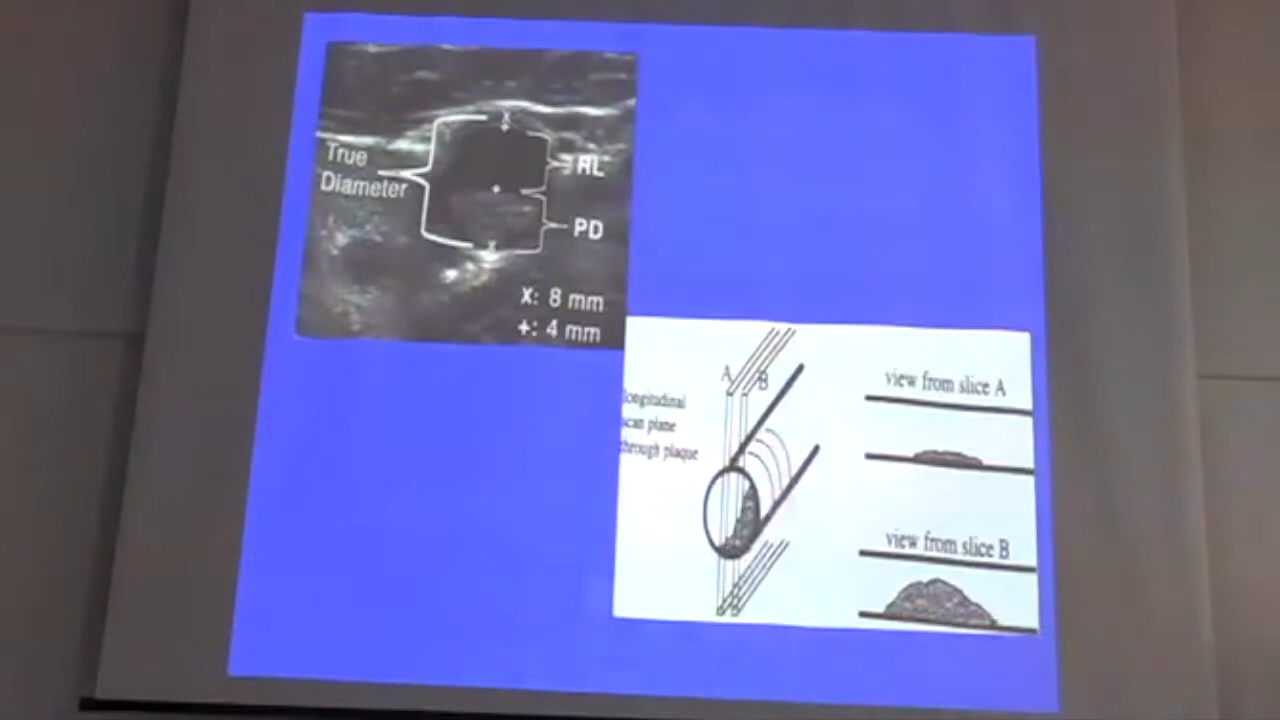 True
Diameter
RL
PD
X: 8 mm
+: 4 mm
A
B
longitudinal
scan plane
through plaque
view from slice A
view from slice B